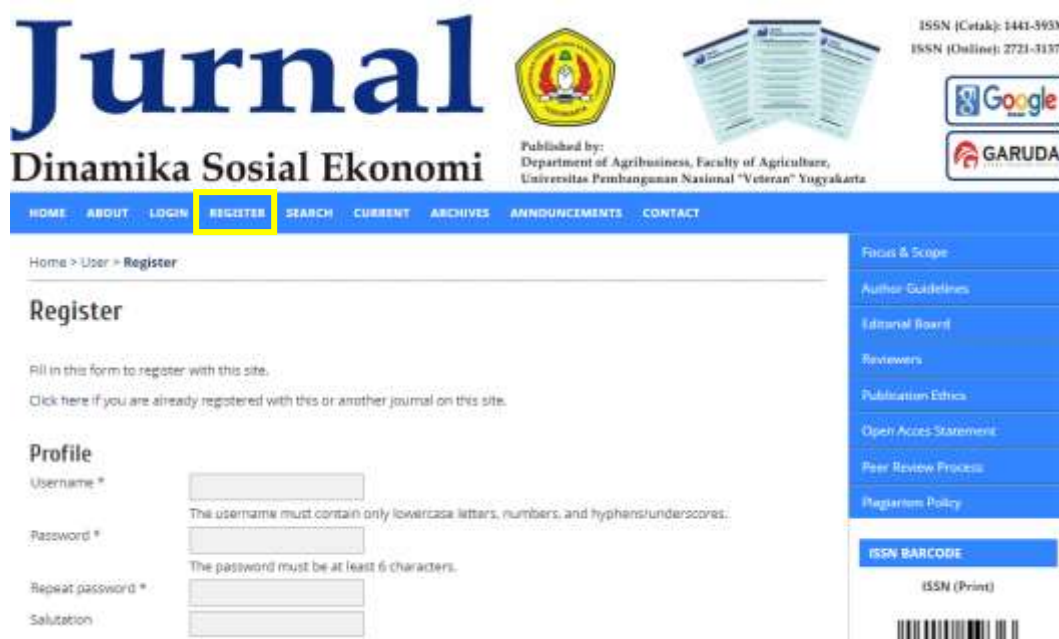 Jurnal
Dinamika Sosial Ekonomi
Published by:
Department of Agribusiness, Faculty of Agriculture,
Universitas Pembangunan Nasional "Veteran" Yogyakarta
ISSN (Cetak): 1441-593X
ISSN (Online): 2721-3137
Google
GARUDA
HOME ABOUT LOGIN REGISTER SEARCH CURRENT ARCHIVES ANNOUNCEMENTS CONTACT
Home > User > Register
Register
Fill in this form to register with this site.
Click here if you are already registered with this or another journal on this site.
Profile
Username *
The username must contain only lowercase letters, numbers, and hyphens/underscores.
Password *
The password must be at least 6 characters.
Repeat password *
Salutation
Focus & Scope
Author Guidelines
Editorial Board
Reviewers
Publication Ethics
Open Acces Statement
Peer Review Process
Plagiarism Policy
ISSN BARCODE
ISSN (Print)